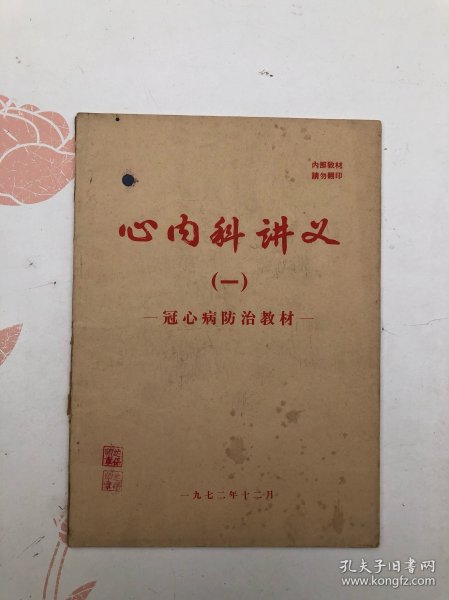 内部教材
請勿翻印
心内科讲义
(一)
—冠心病防治教材—
一九七二年十二月
孔夫子旧书网
www.kongfz.com